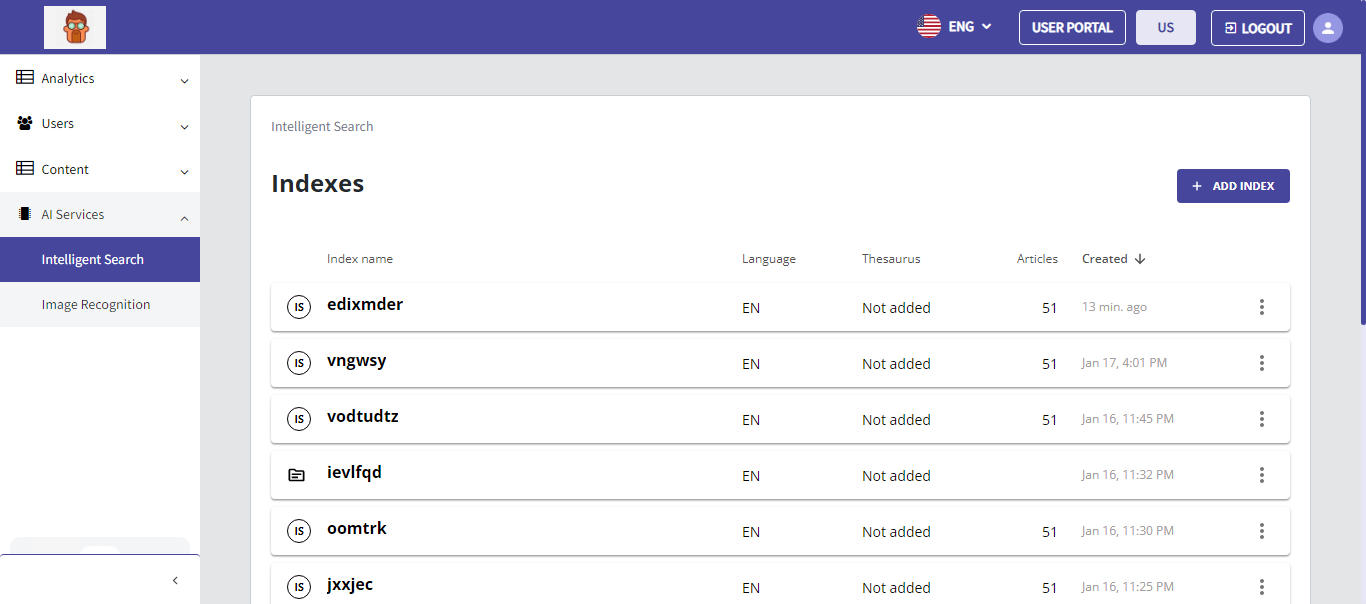 ENG
USER PORTAL
US
LOGOUT
Analytics
Users
Content
AI Services
Intelligent Search
Image Recognition
Intelligent Search
Indexes
ADD INDEX
Index name Language Thesaurus Articles Created
IS edixmder EN Not added 51 13 min. ago
IS vngwsy EN Not added 51 Jan 17, 4:01 PM
IS vodtudtz EN Not added 51 Jan 16, 11:45 PM
ievlfqd EN Not added Jan 16, 11:32 PM
IS oomtrk EN Not added 51 Jan 16, 11:30 PM
IS jxxjec EN Not added 51 Jan 16, 11:25 PM